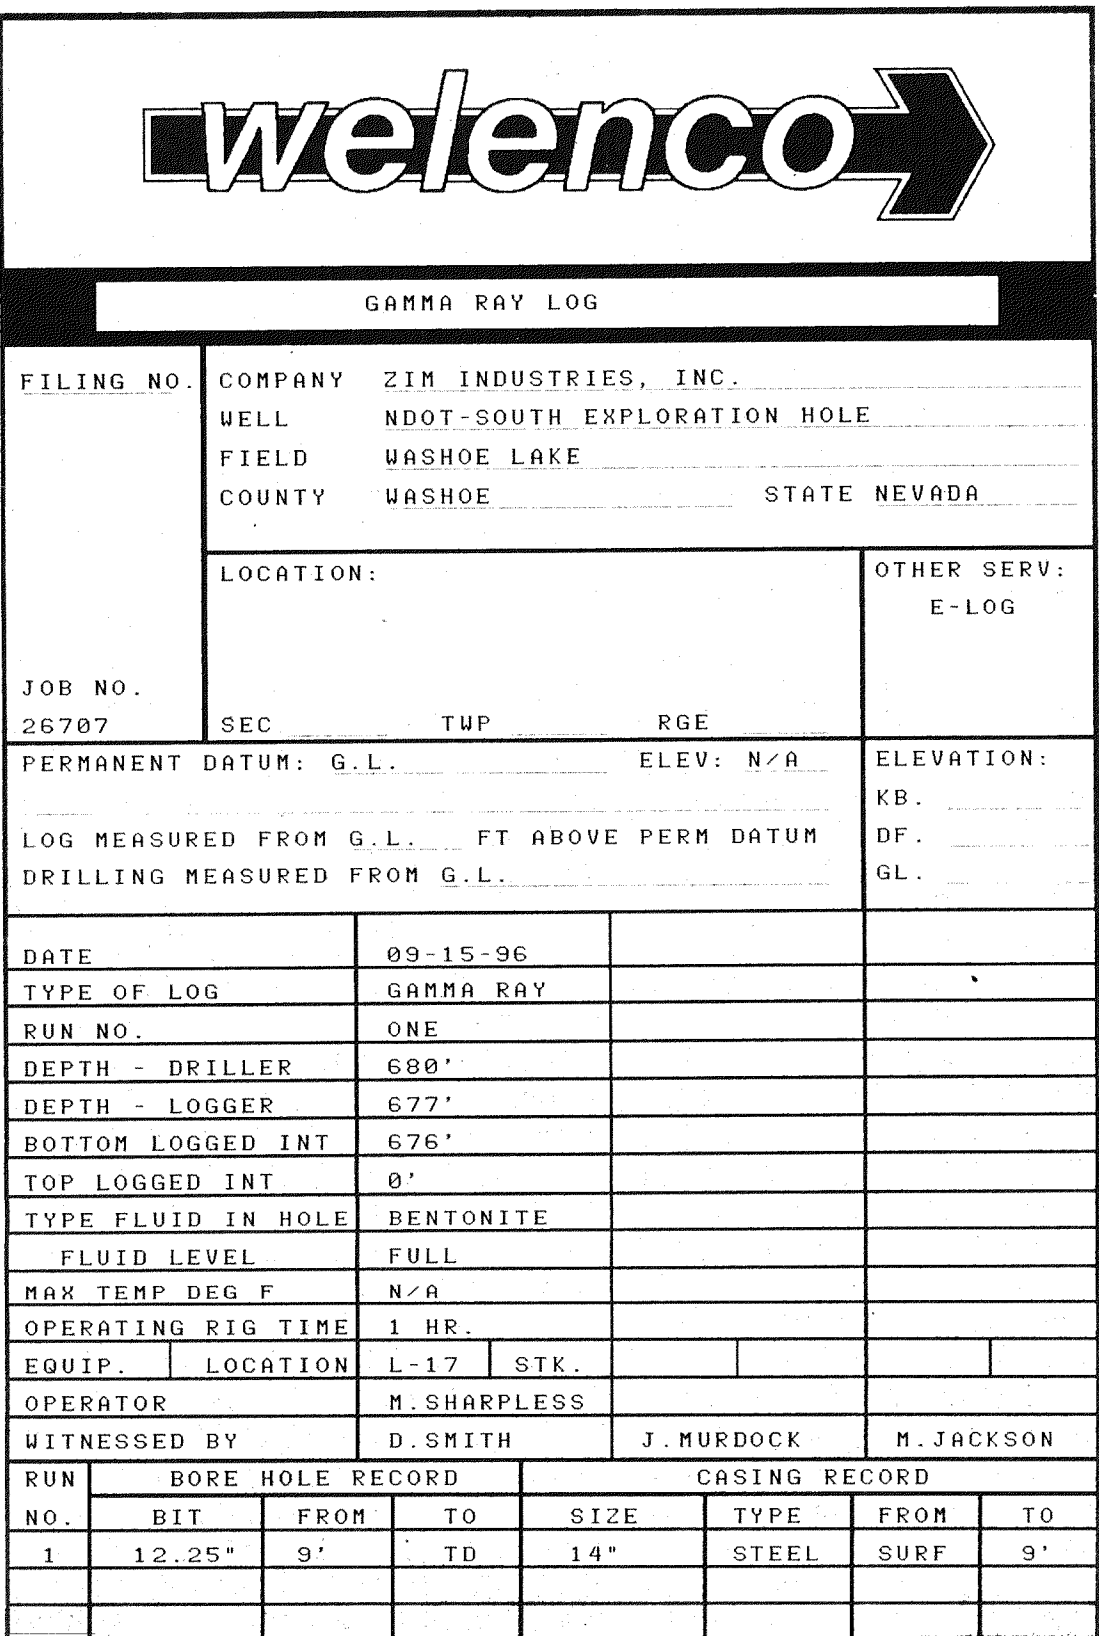 welenco
GAMMA RAY LOG
FILING NO.
COMPANY ZIM INDUSTRIES, INC.
WELL NDOT-SOUTH EXPLORATION HOLE
FIELD WASHOE LAKE
COUNTY WASHOE STATE NEVADA
LOCATION:
OTHER SERV:
E-LOG
JOB NO.
26707
SEC TWP RGE
PERMANENT DATUM: G.L. ELEV: N/A
ELEVATION:
KB.
LOG MEASURED FROM G.L. FT ABOVE PERM DATUM
DF.
DRILLING MEASURED FROM G.L.
GL.
DATE 09-15-96
TYPE OF LOG GAMMA RAY
RUN NO. ONE
DEPTH - DRILLER 680'
DEPTH - LOGGER 677'
BOTTOM LOGGED INT 676'
TOP LOGGED INT 0'
TYPE FLUID IN HOLE BENTONITE
FLUID LEVEL FULL
MAX TEMP DEG F N/A
OPERATING RIG TIME 1 HR.
EQUIP. LOCATION L-17 STK.
OPERATOR M.SHARPLESS
WITNESSED BY D.SMITH J.MURDOCK M.JACKSON
RUN BORE HOLE RECORD CASING RECORD
NO. BIT FROM TO SIZE TYPE FROM TO
1 12.25" 9' TD 14" STEEL SURF 9'